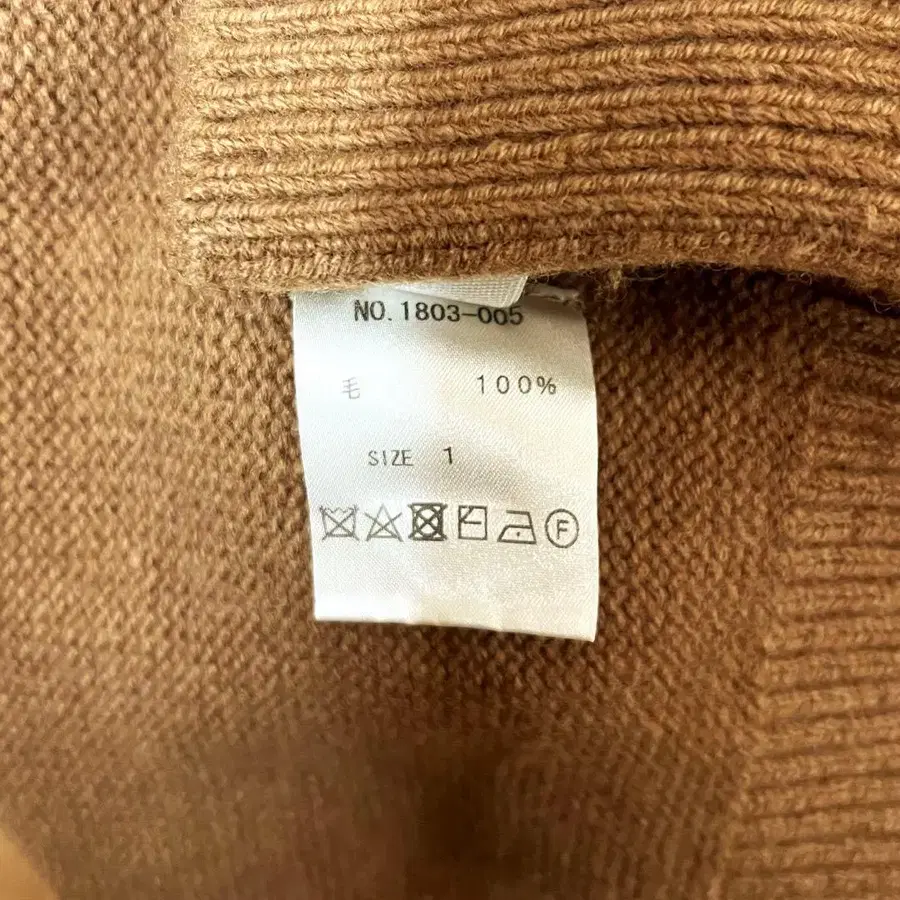 NO. 1803-005
毛 100%
SIZE 1
F